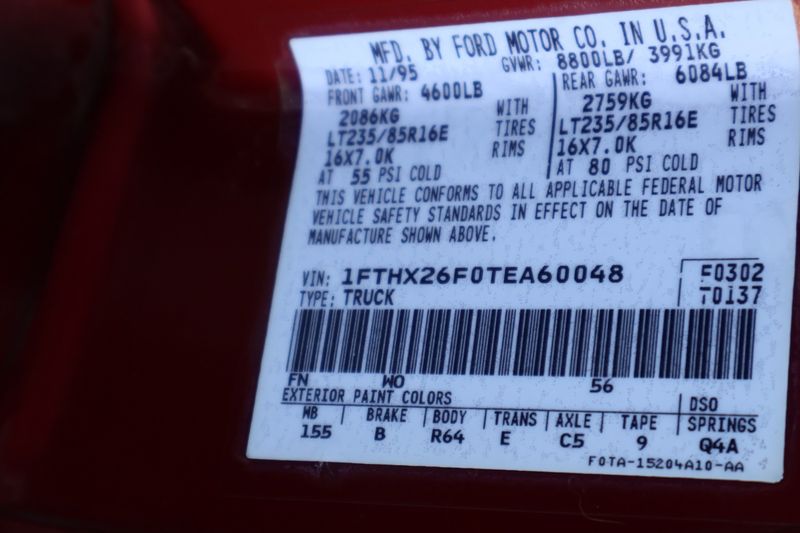 MFD. BY FORD MOTOR CO. IN U.S.A.
DATE: 11/95 GVWR: 8800LB/ 3991KG
FRONT GAWR: 4600LB REAR GAWR: 6084LB
2086KG WITH 2759KG WITH
LT235/85R16E TIRES LT235/85R16E TIRES
16X7.0K RIMS 16X7.0K RIMS
AT 55 PSI COLD AT 80 PSI COLD
THIS VEHICLE CONFORMS TO ALL APPLICABLE FEDERAL MOTOR
VEHICLE SAFETY STANDARDS IN EFFECT ON THE DATE OF
MANUFACTURE SHOWN ABOVE.
VIN: 1FTHX26F0TEA60048 F0302
TYPE: TRUCK T0137
FN WO 56
EXTERIOR PAINT COLORS DSO
WB BRAKE BODY TRANS AXLE TAPE SPRINGS
155 B R64 E C5 9 Q4A
F0TA-15204A10-AA